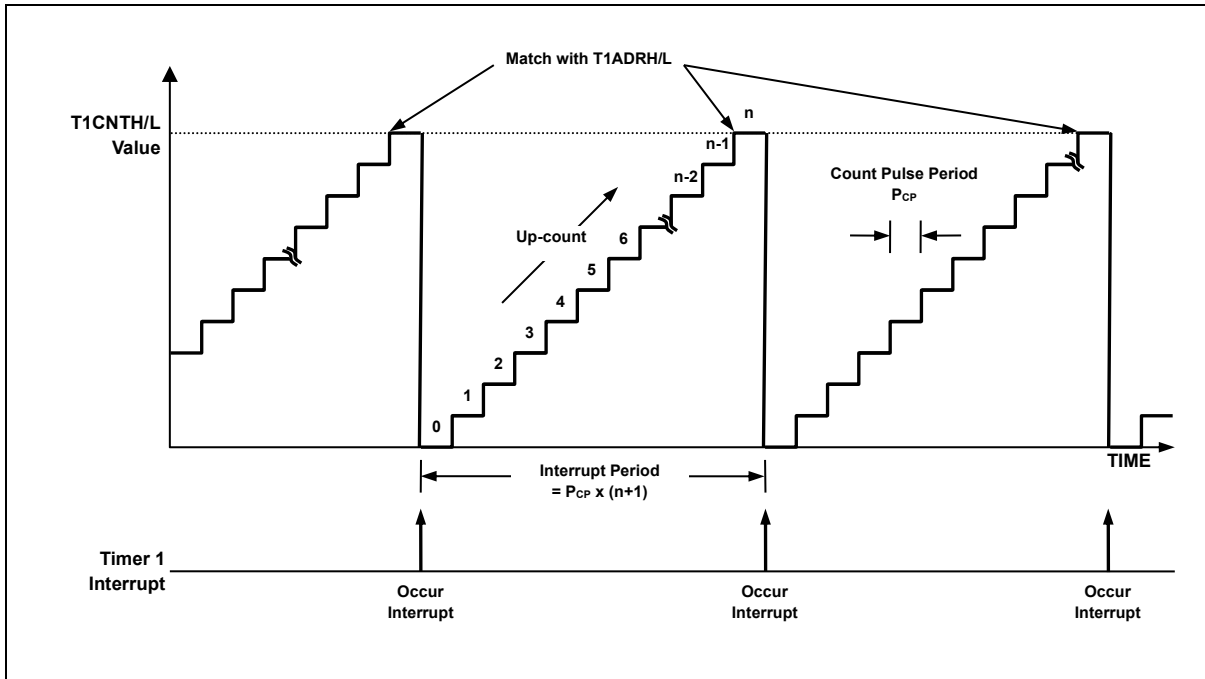 Match with T1ADRH/L
T1CNTH/L
Value
n
n-1
n-2
Count Pulse Period
PCP
Up-count
6
5
4
3
2
1
0
TIME
Interrupt Period
= PCP x (n+1)
Timer 1
Interrupt
Occur
Interrupt
Occur
Interrupt
Occur
Interrupt